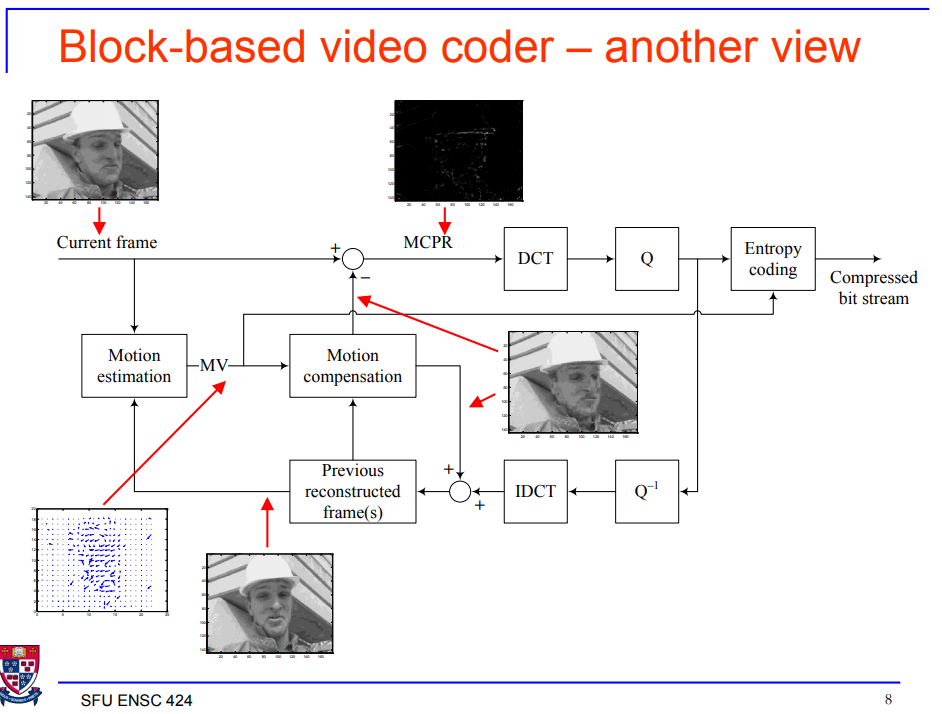 Block-based video coder – another view
Current frame
+
–
MCPR
DCT
Q
Entropy
coding
Compressed
bit stream
Motion
estimation
MV
Motion
compensation
Previous
reconstructed
frame(s)
+
+
IDCT
Q⁻¹
SFU ENSC 424
8